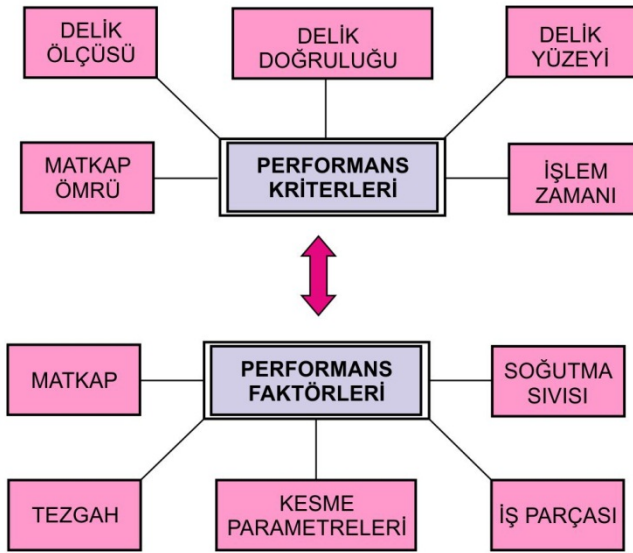 DELİK
ÖLÇÜSÜ
DELİK
DOĞRULUĞU
DELİK
YÜZEYİ
MATKAP
ÖMRÜ
PERFORMANS
KRİTERLERİ
İŞLEM
ZAMANI
MATKAP
PERFORMANS
FAKTÖRLERİ
SOĞUTMA
SIVISI
TEZGAH
KESME
PARAMETRELERİ
İŞ PARÇASI